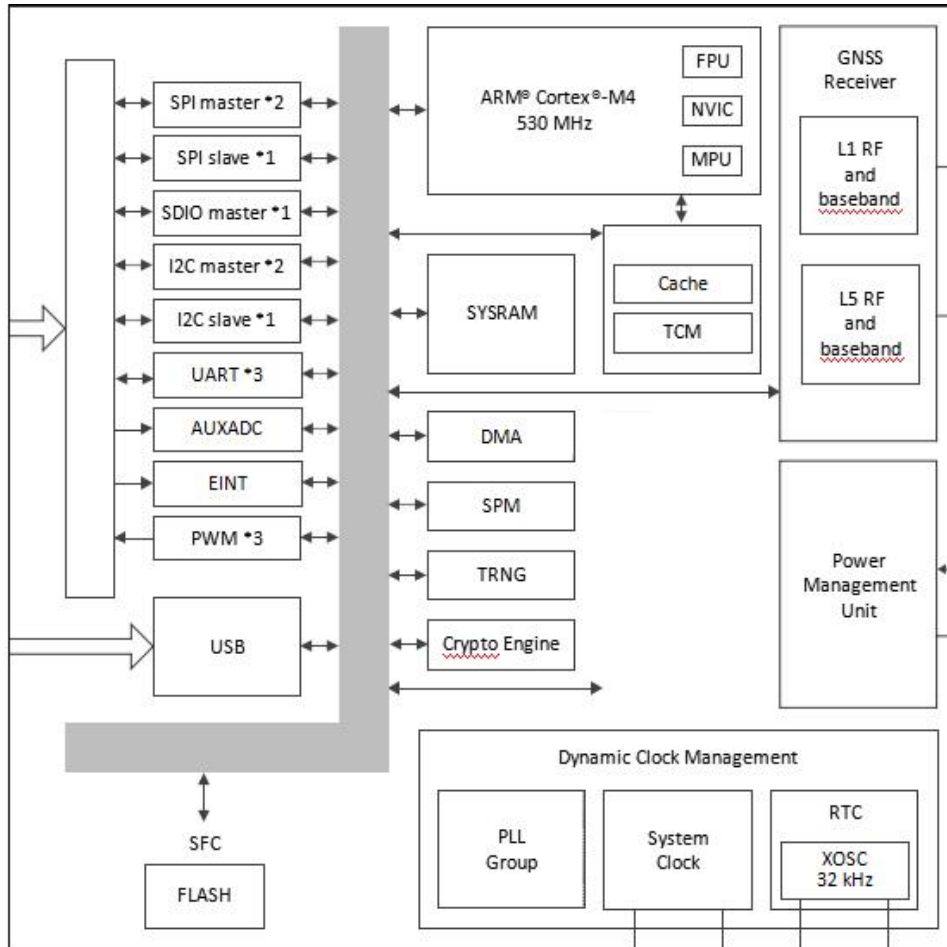 SPI master *2
SPI slave *1
SDIO master *1
I2C master *2
I2C slave *1
UART *3
AUXADC
EINT
PWM *3
USB
SFC
FLASH
ARM® Cortex®-M4
530 MHz
FPU
NVIC
MPU
SYSRAM
Cache
TCM
DMA
SPM
TRNG
Crypto Engine
GNSS
Receiver
L1 RF
and
baseband
L5 RF
and
baseband
Power
Management
Unit
Dynamic Clock Management
PLL
Group
System
Clock
RTC
XOSC
32 kHz